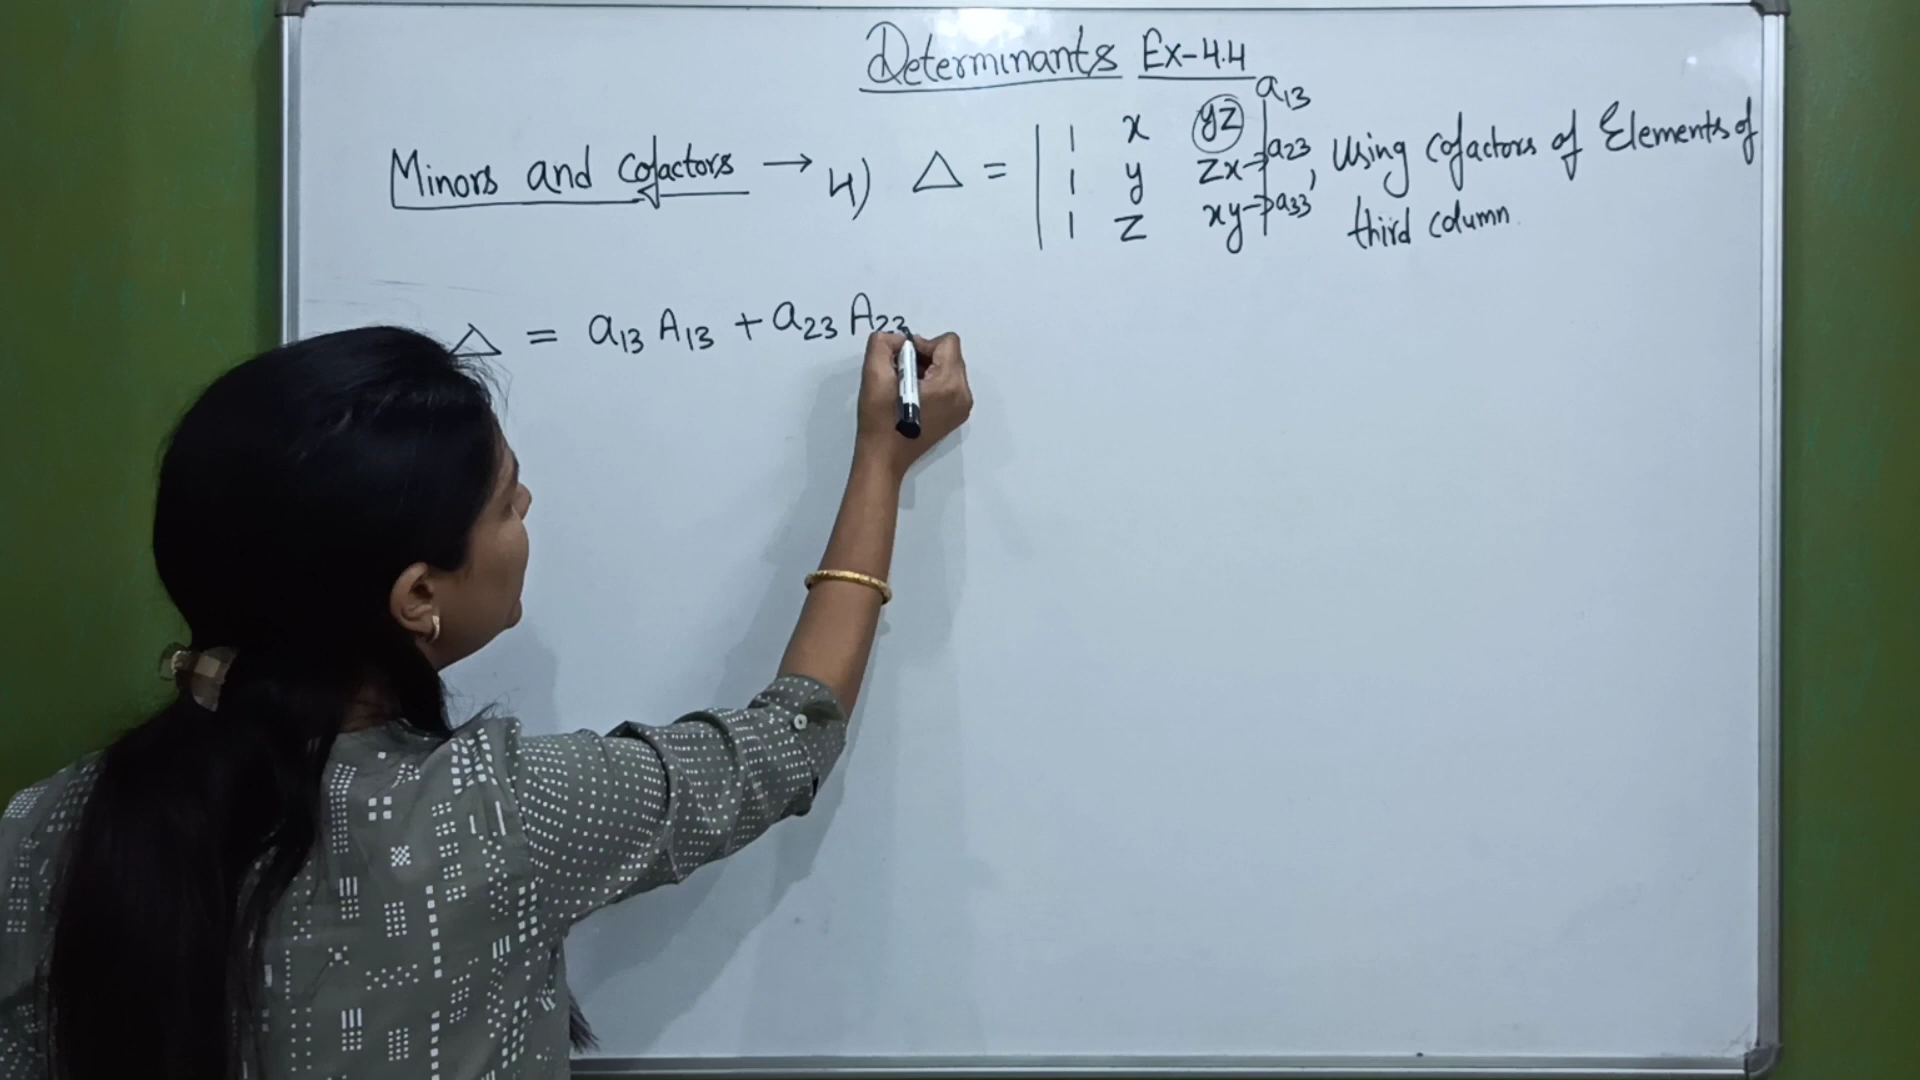 Determinants Ex-4.4
Minors and Cofactors → 4) Δ = | 1 x yz | a13
| 1 y zx → | a23, Using Cofactors of Elements of
| 1 z xy → | a33 third column
Δ = a13 A13 + a23 A23